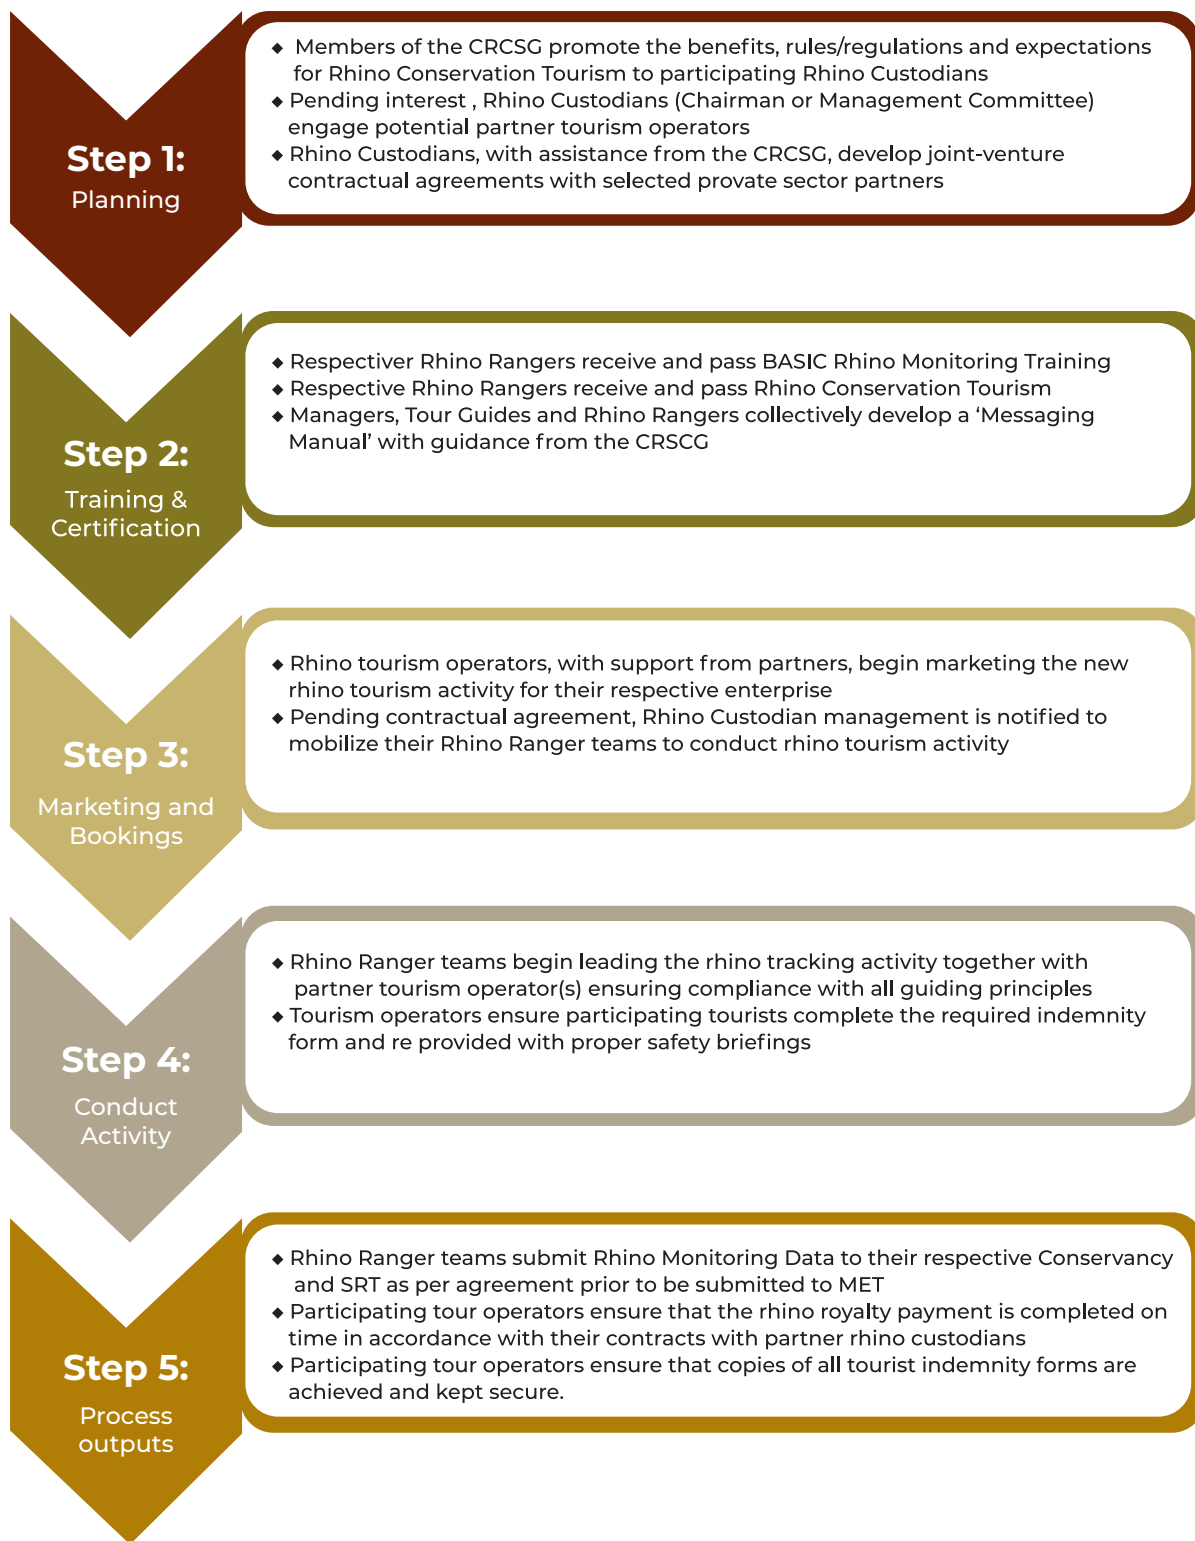 Step 1:
Planning
◆ Members of the CRCSG promote the benefits, rules/regulations and expectations
for Rhino Conservation Tourism to participating Rhino Custodians
◆ Pending interest , Rhino Custodians (Chairman or Management Committee)
engage potential partner tourism operators
◆ Rhino Custodians, with assistance from the CRCSG, develop joint-venture
contractual agreements with selected provate sector partners
Step 2:
Training &
Certification
◆ Respectiver Rhino Rangers receive and pass BASIC Rhino Monitoring Training
◆ Respective Rhino Rangers receive and pass Rhino Conservation Tourism
◆ Managers, Tour Guides and Rhino Rangers collectively develop a ‘Messaging
Manual’ with guidance from the CRSCG
Step 3:
Marketing and
Bookings
◆ Rhino tourism operators, with support from partners, begin marketing the new
rhino tourism activity for their respective enterprise
◆ Pending contractual agreement, Rhino Custodian management is notified to
mobilize their Rhino Ranger teams to conduct rhino tourism activity
Step 4:
Conduct
Activity
◆ Rhino Ranger teams begin leading the rhino tracking activity together with
partner tourism operator(s) ensuring compliance with all guiding principles
◆ Tourism operators ensure participating tourists complete the required indemnity
form and re provided with proper safety briefings
Step 5:
Process
outputs
◆ Rhino Ranger teams submit Rhino Monitoring Data to their respective Conservancy
and SRT as per agreement prior to be submitted to MET
◆ Participating tour operators ensure that the rhino royalty payment is completed on
time in accordance with their contracts with partner rhino custodians
◆ Participating tour operators ensure that copies of all tourist indemnity forms are
achieved and kept secure.